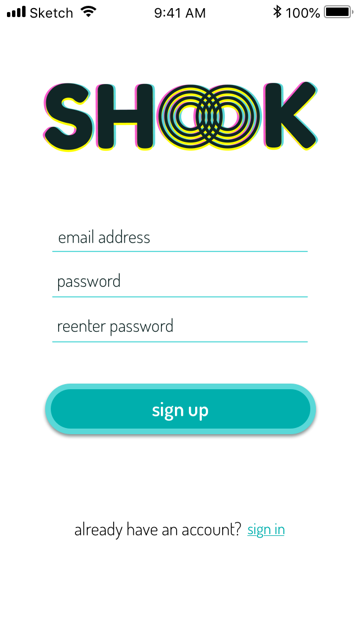 Sketch 9:41 AM 100%
SHOOK
email address
password
reenter password
sign up
already have an account? sign in